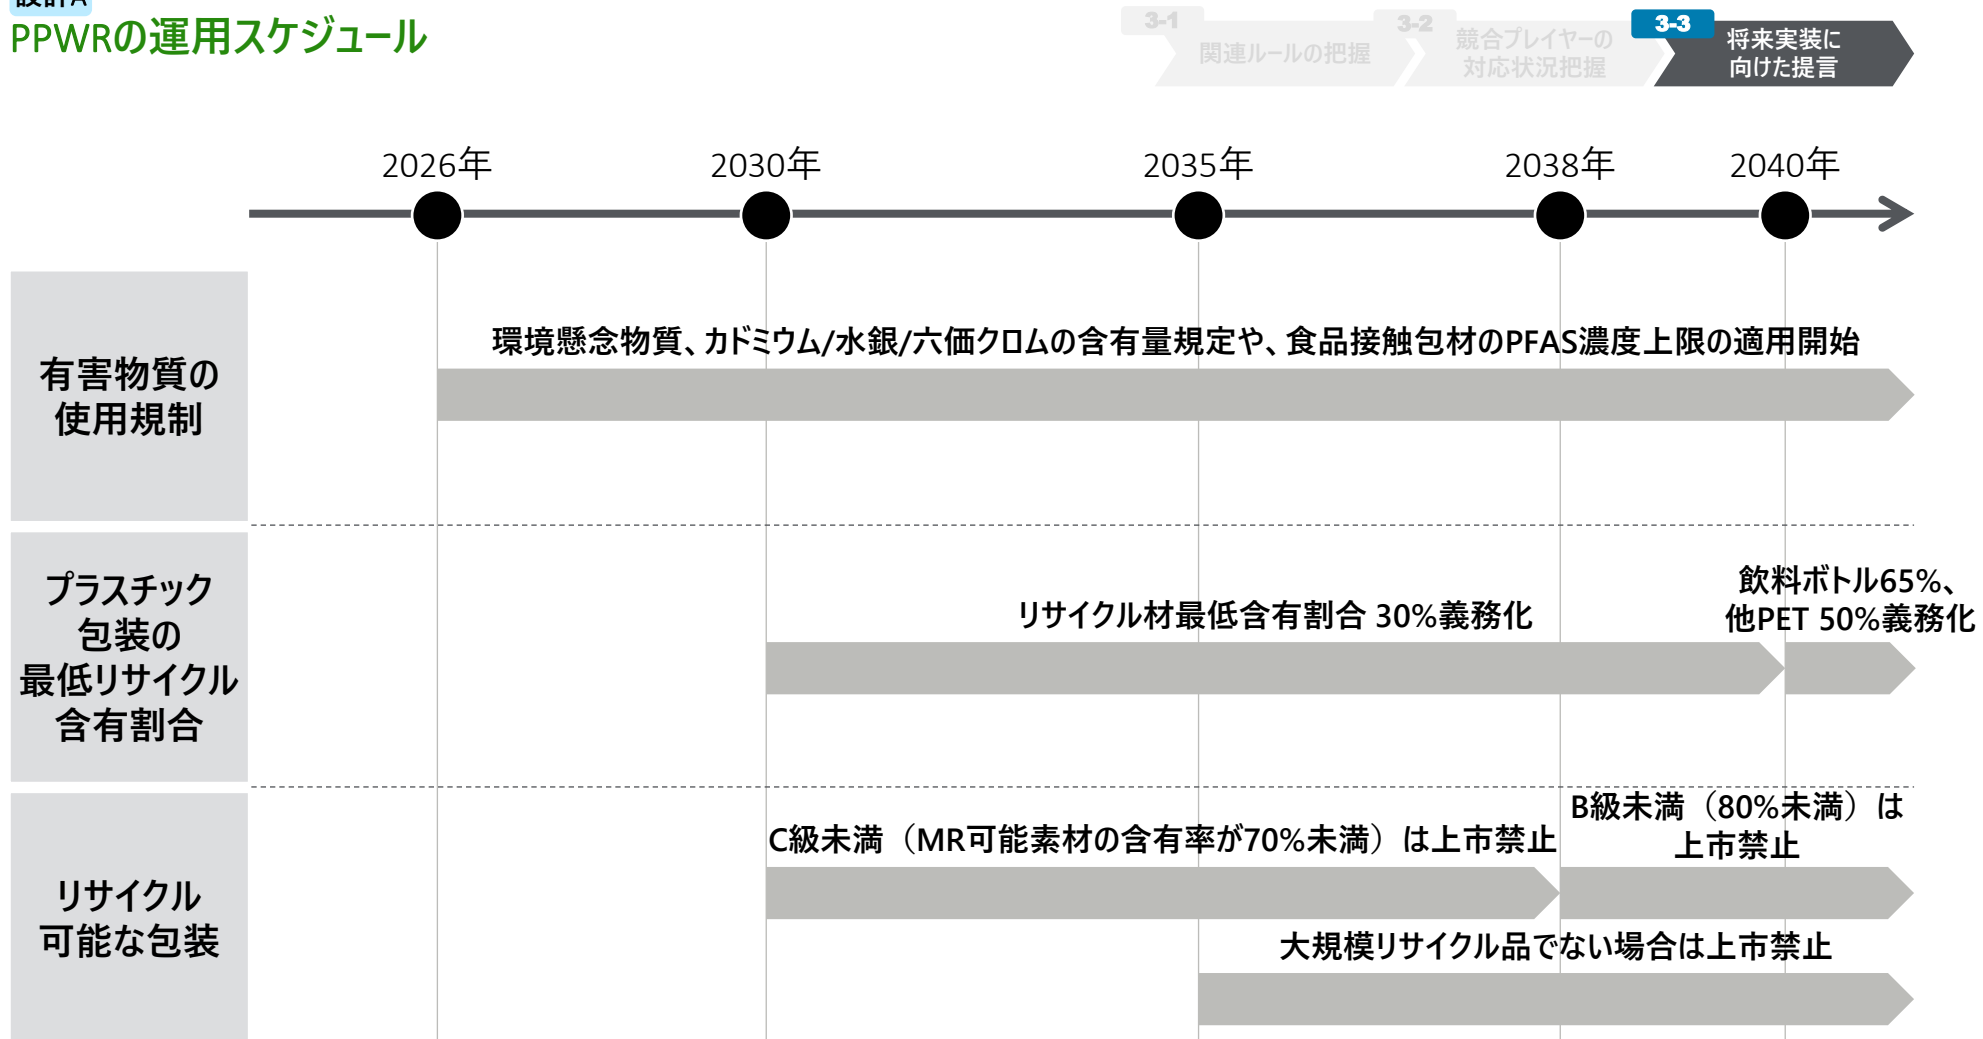 設計A
PPWRの運用スケジュール
3-1
関連ルールの把握
3-2
競合プレイヤーの
対応状況把握
3-3
将来実装に
向けた提言
2026年
2030年
2035年
2038年
2040年
有害物質の
使用規制
環境懸念物質、カドミウム/水銀/六価クロムの含有量規定や、食品接触包材のPFAS濃度上限の適用開始
プラスチック
包装の
最低リサイクル
含有割合
リサイクル材最低含有割合 30%義務化
飲料ボトル65%、
他PET 50%義務化
リサイクル
可能な包装
C級未満（MR可能素材の含有率が70%未満）は上市禁止
B級未満（80%未満）は
上市禁止
大規模リサイクル品でない場合は上市禁止